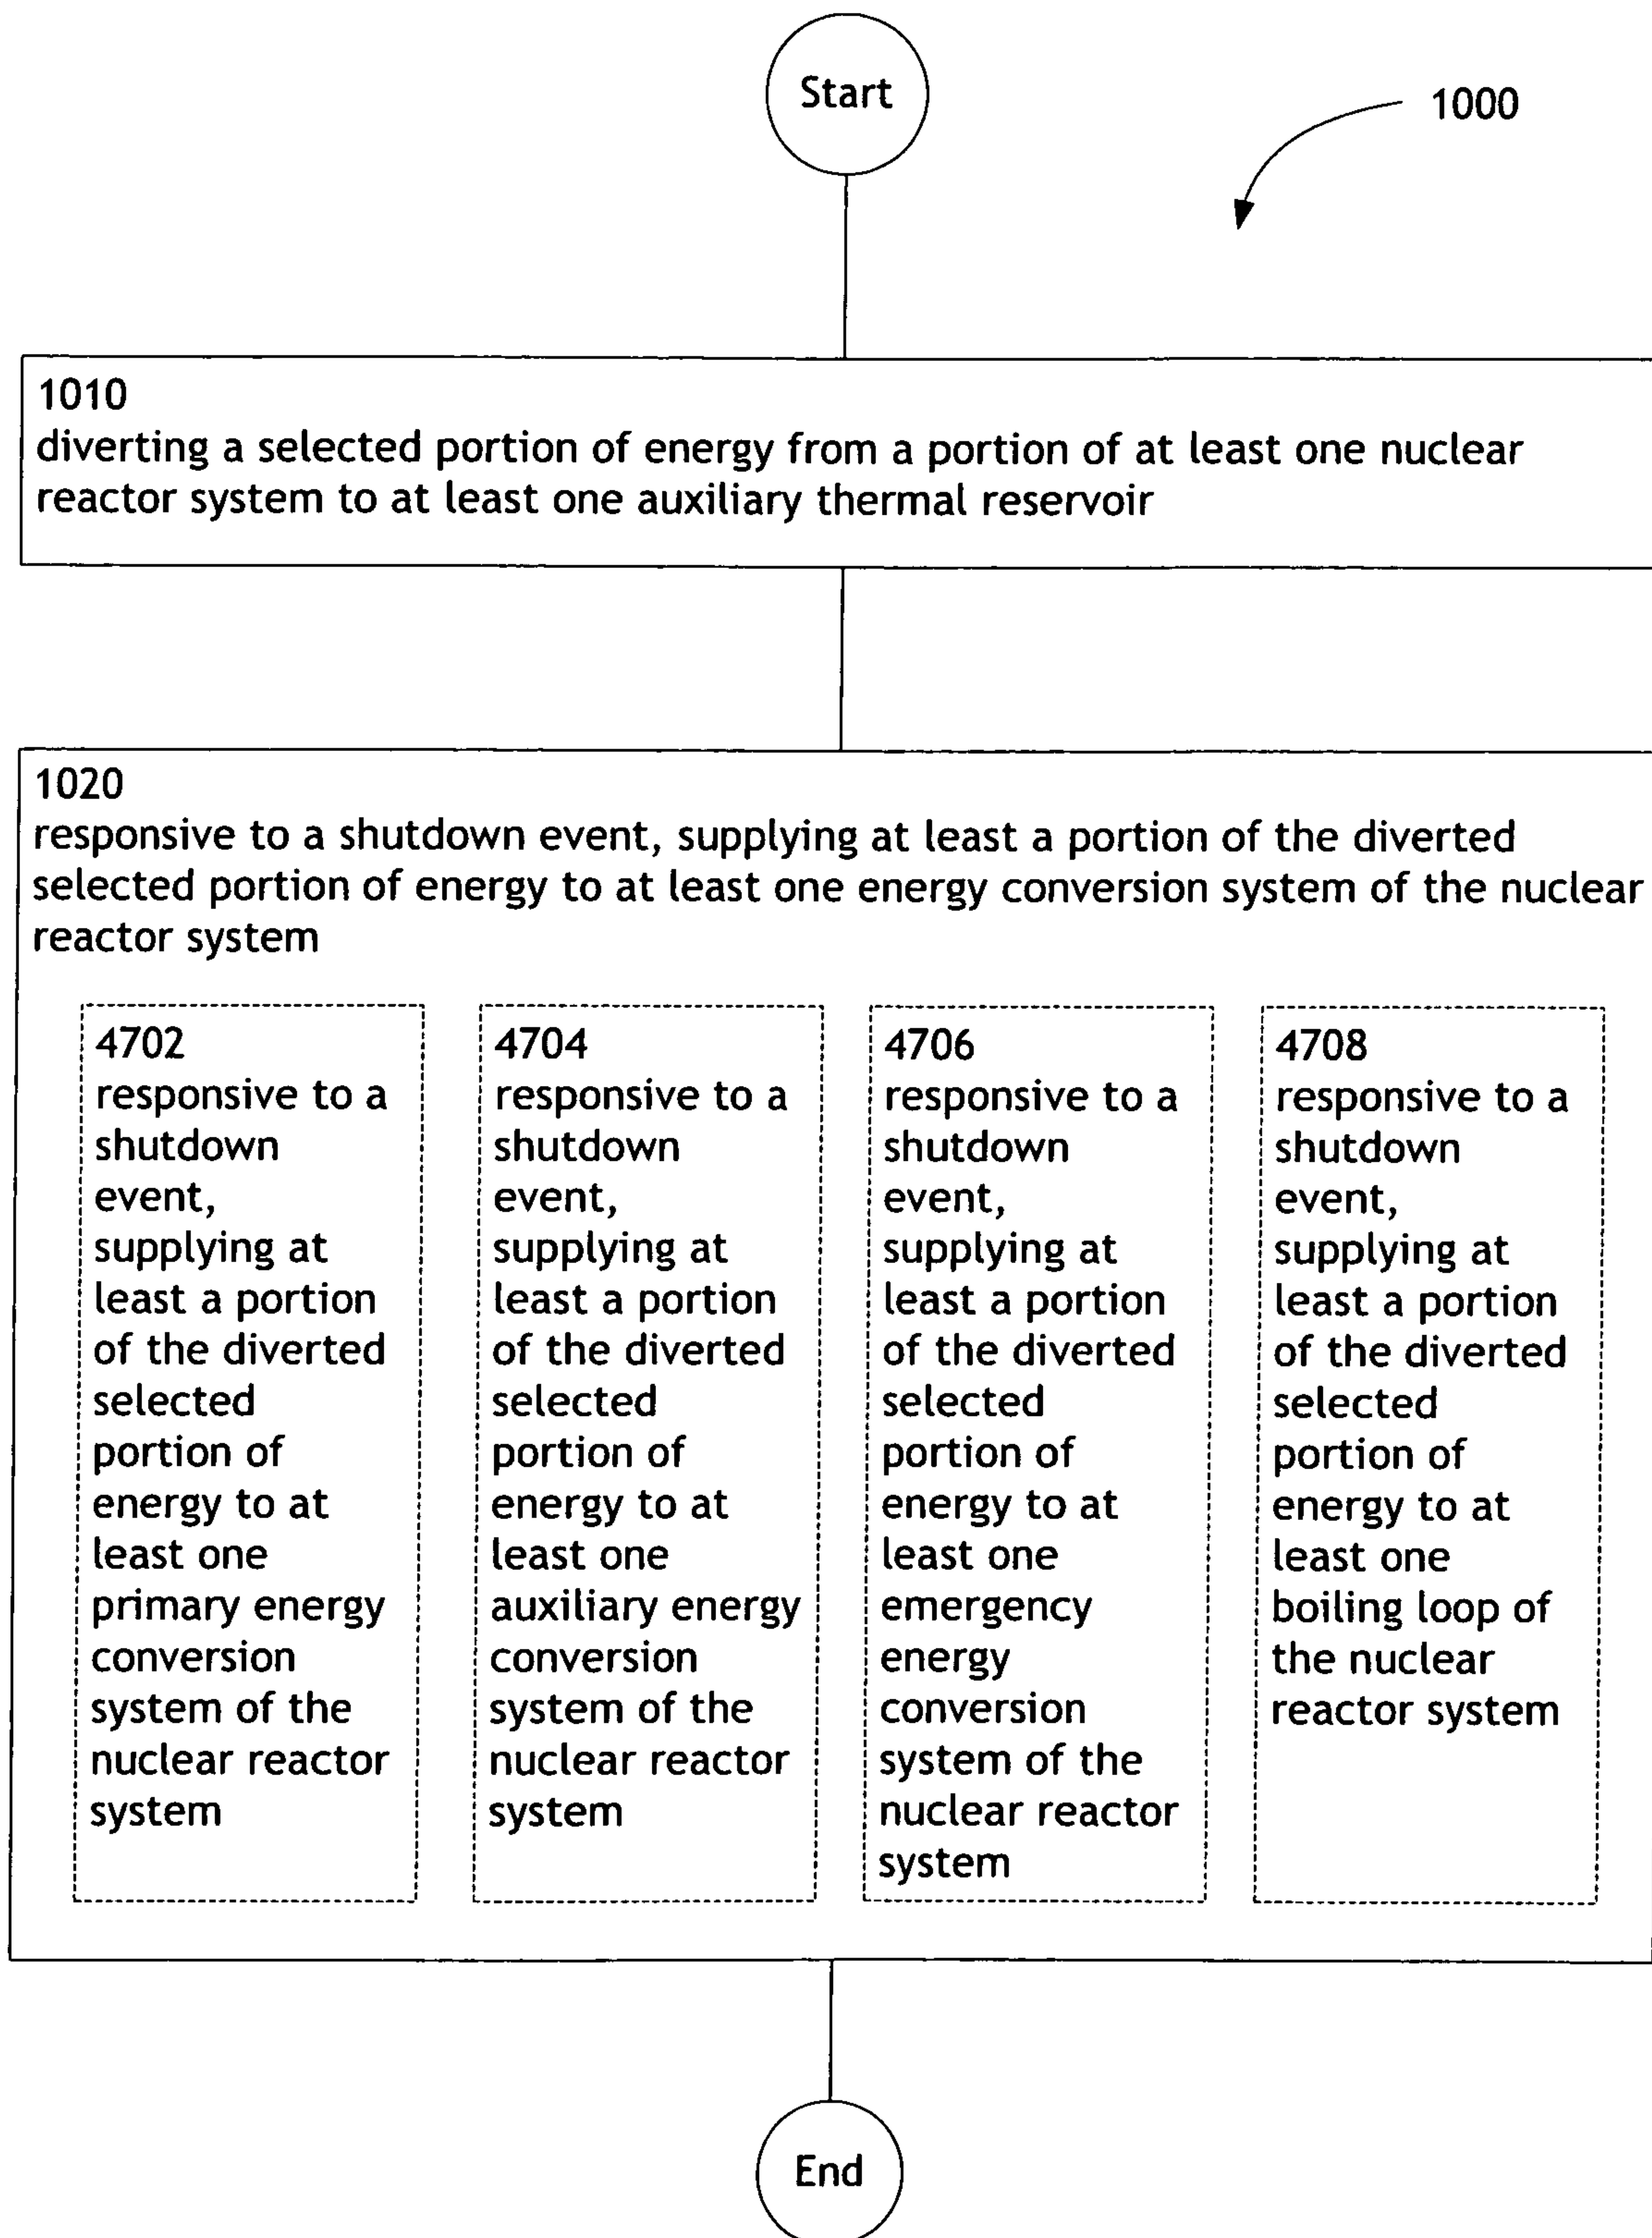 Start
1000
1010
diverting a selected portion of energy from a portion of at least one nuclear
reactor system to at least one auxiliary thermal reservoir
1020
responsive to a shutdown event, supplying at least a portion of the diverted
selected portion of energy to at least one energy conversion system of the nuclear
reactor system
4702
responsive to a
shutdown
event,
supplying at
least a portion
of the diverted
selected
portion of
energy to at
least one
primary energy
conversion
system of the
nuclear reactor
system
4704
responsive to a
shutdown
event,
supplying at
least a portion
of the diverted
selected
portion of
energy to at
least one
auxiliary energy
conversion
system of the
nuclear reactor
system
4706
responsive to a
shutdown
event,
supplying at
least a portion
of the diverted
selected
portion of
energy to at
least one
emergency
energy
conversion
system of the
nuclear reactor
system
4708
responsive to a
shutdown
event,
supplying at
least a portion
of the diverted
selected
portion of
energy to at
least one
boiling loop of
the nuclear
reactor system
End